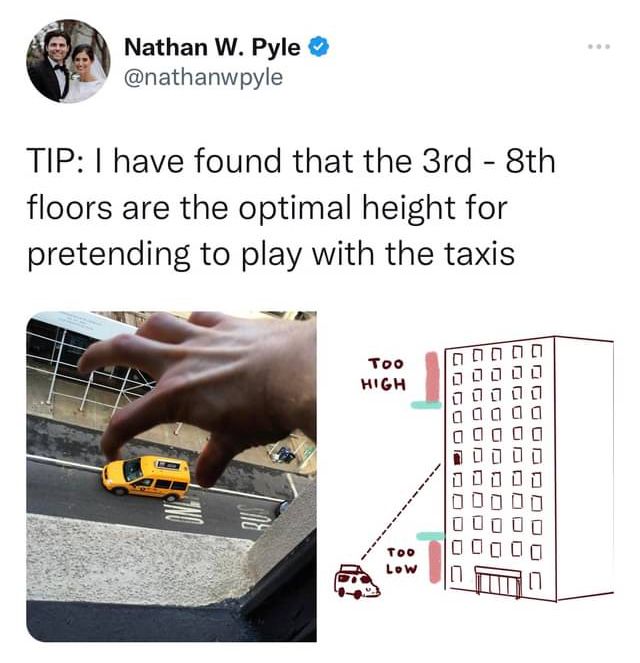 Nathan W. Pyle
@nathanwpyle
TIP: I have found that the 3rd - 8th
floors are the optimal height for
pretending to play with the taxis
TOO
HIGH
TOO
LOW
ONL
BUS